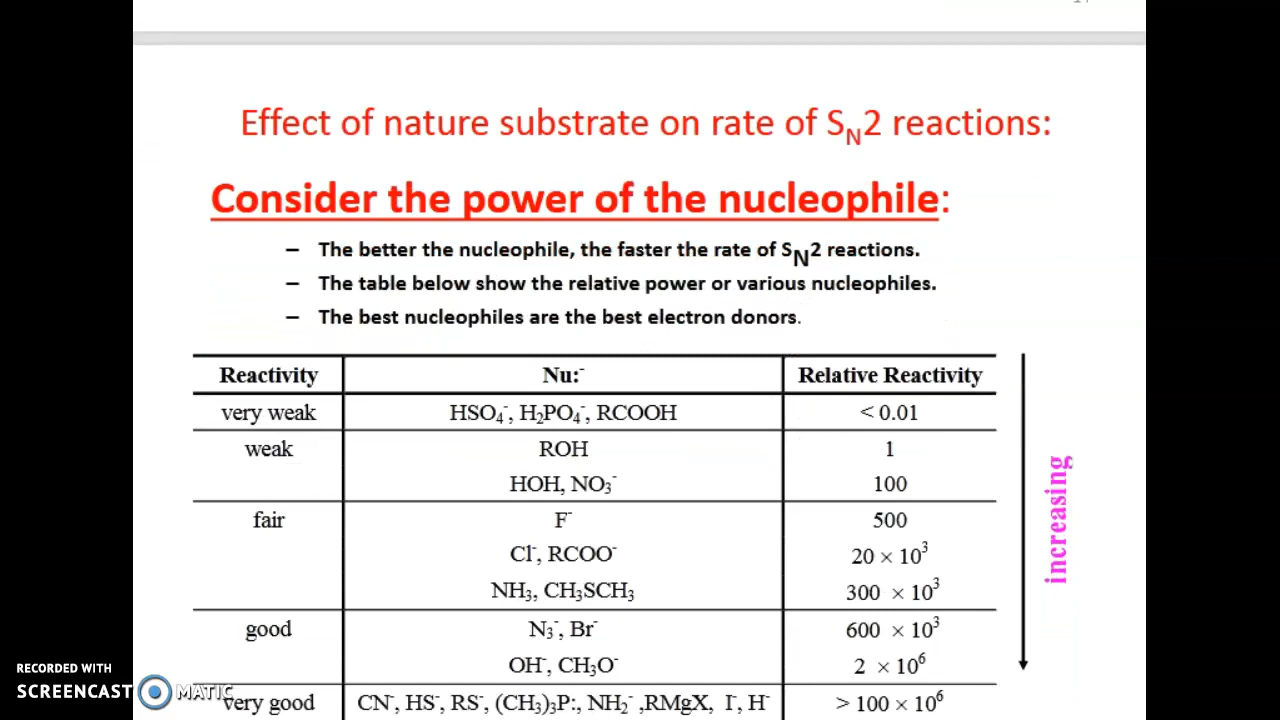 Effect of nature substrate on rate of SN2 reactions:
Consider the power of the nucleophile:
– The better the nucleophile, the faster the rate of SN2 reactions.
– The table below show the relative power or various nucleophiles.
– The best nucleophiles are the best electron donors.
Reactivity Nu:⁻ Relative Reactivity
very weak HSO₄⁻, H₂PO₄⁻, RCOOH < 0.01
weak ROH 1
HOH, NO₃⁻ 100
fair F⁻ 500
Cl⁻, RCOO⁻ 20 × 10³
NH₃, CH₃SCH₃ 300 × 10³
good N₃⁻, Br⁻ 600 × 10³
OH⁻, CH₃O⁻ 2 × 10⁶
very good CN⁻, HS⁻, RS⁻, (CH₃)₃P:, NH₂⁻ ,RMgX, I⁻, H⁻ > 100 × 10⁶
increasing
RECORDED WITH
SCREENCAST MATIC